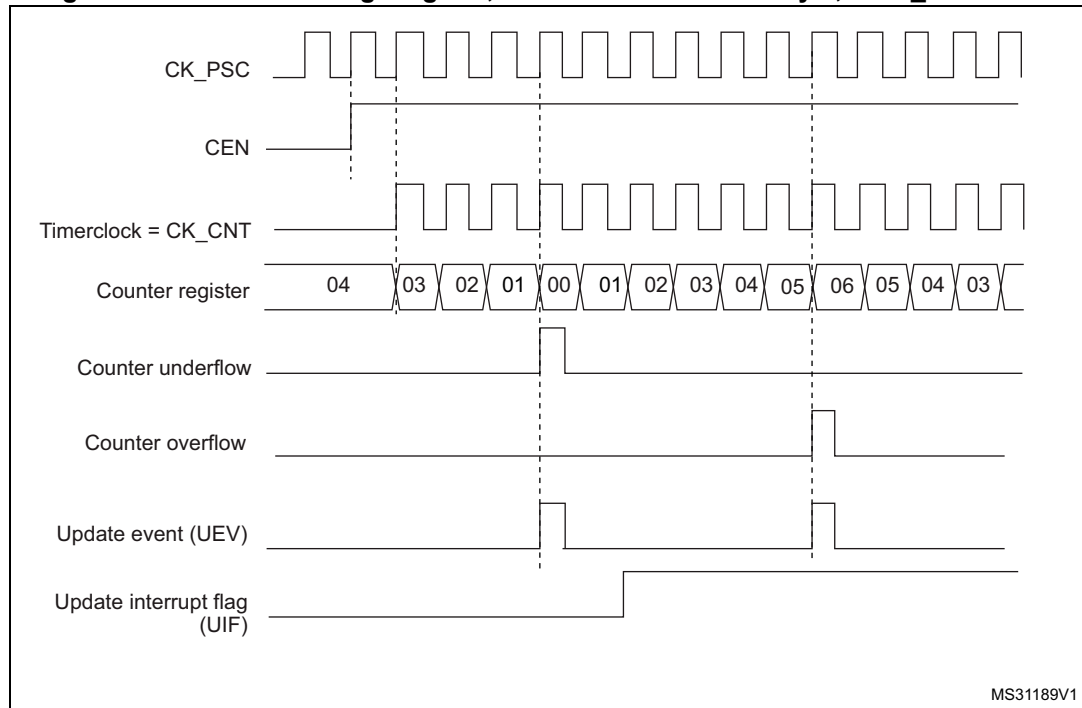 CK_PSC
CEN
Timerclock = CK_CNT
Counter register 04 03 02 01 00 01 02 03 04 05 06 05 04 03
Counter underflow
Counter overflow
Update event (UEV)
Update interrupt flag
(UIF)
MS31189V1